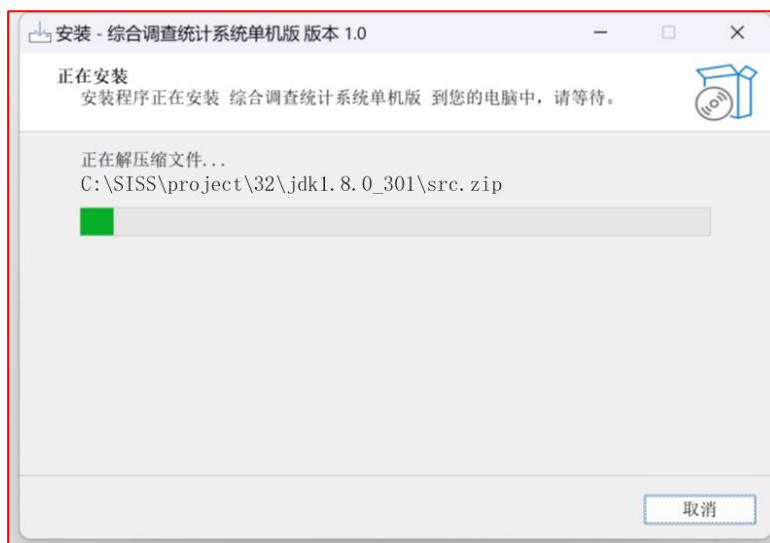 安装 - 综合调查统计系统单机版 版本 1.0
正在安装
安装程序正在安装 综合调查统计系统单机版 到您的电脑中，请等待。
正在解压缩文件...
C:\SISS\project\32\jdk1.8.0_301\src.zip
取消